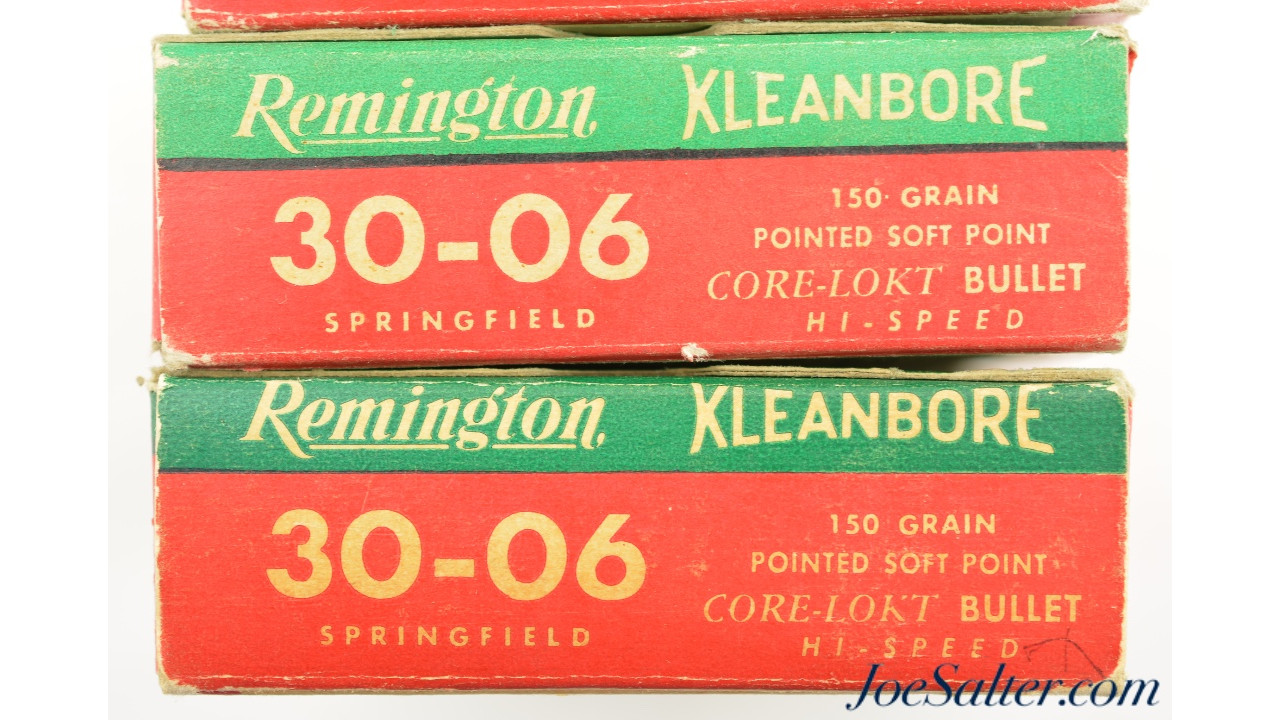 Remington KLEANBORE
30-06
SPRINGFIELD
150 GRAIN
POINTED SOFT POINT
CORE-LOKT BULLET
HI-SPEED
Remington, KLEANBORE
30-06
SPRINGFIELD
150 GRAIN
POINTED SOFT POINT
CORE-LOKT BULLET
HI-SPEED
JoeSalter.com